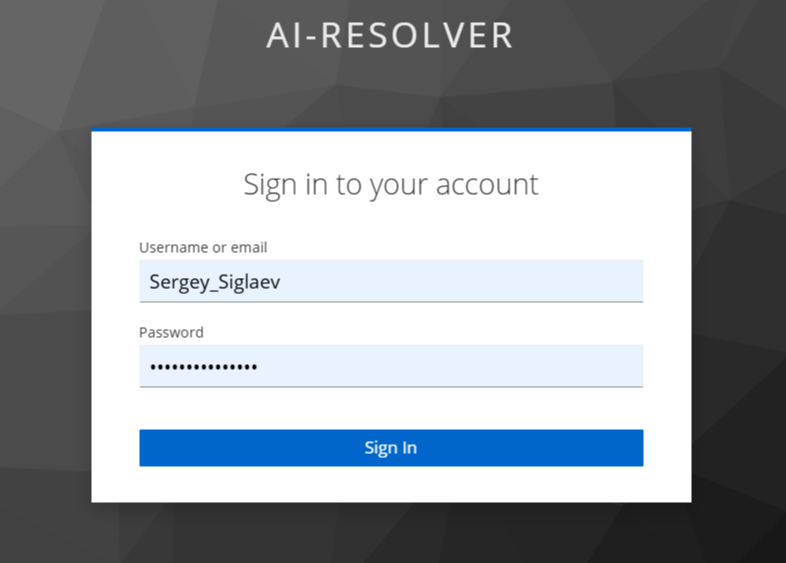 AI-RESOLVER
Sign in to your account
Username or email
Sergey_Siglaev
Password
•••••••••••••••
Sign In